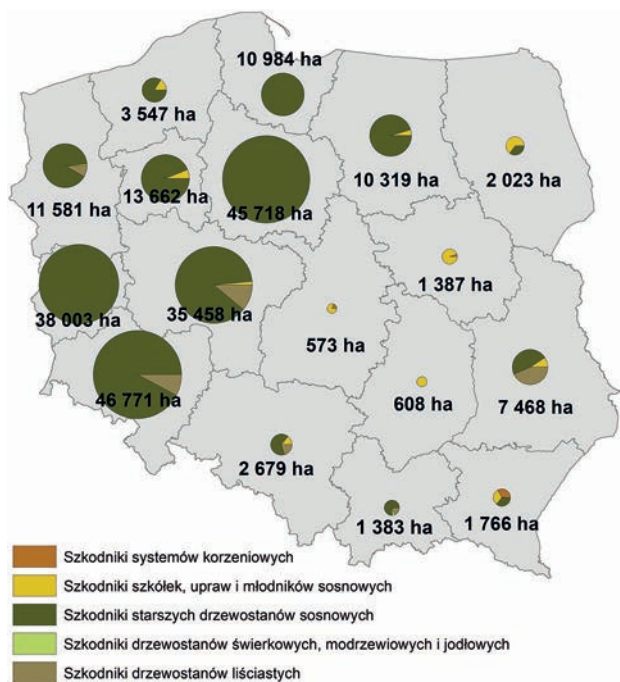 10 984 ha
3 547 ha
10 319 ha
2 023 ha
11 581 ha
13 662 ha
45 718 ha
1 387 ha
38 003 ha
35 458 ha
573 ha
608 ha
7 468 ha
46 771 ha
2 679 ha
1 383 ha
1 766 ha
Szkodniki systemów korzeniowych
Szkodniki szkółek, upraw i młodników sosnowych
Szkodniki starszych drzewostanów sosnowych
Szkodniki drzewostanów świerkowych, modrzewiowych i jodłowych
Szkodniki drzewostanów liściastych